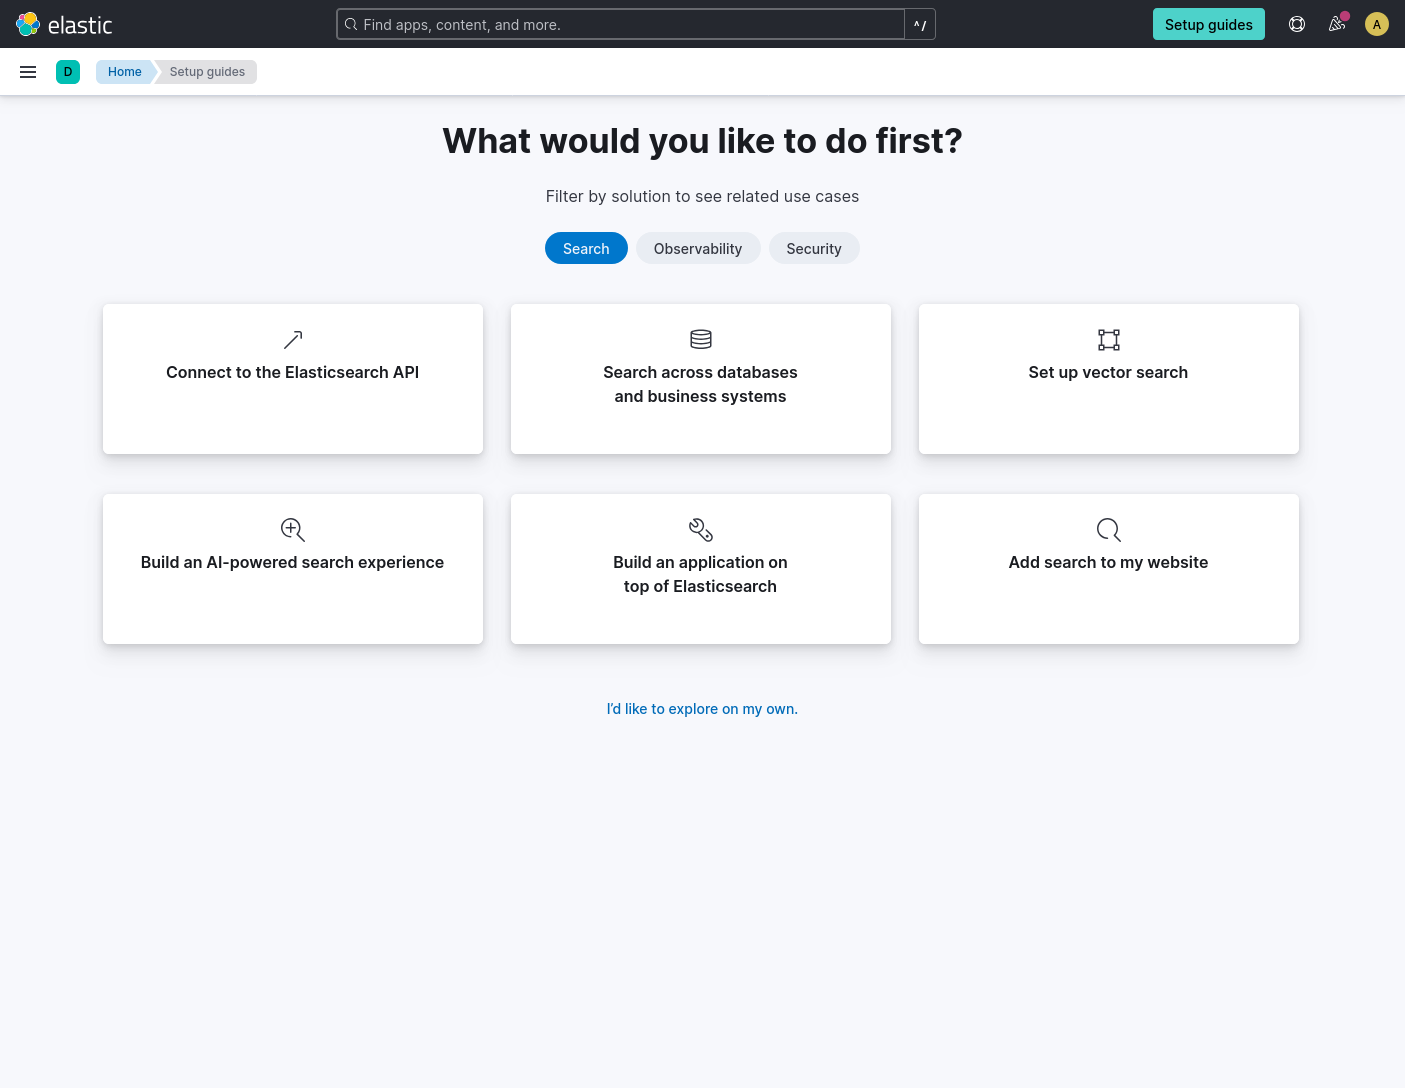 elastic
Find apps, content, and more.
^ /
Setup guides
A
D
Home
Setup guides
What would you like to do first?
Filter by solution to see related use cases
Search
Observability
Security
Connect to the Elasticsearch API
Search across databases
and business systems
Set up vector search
Build an AI-powered search experience
Build an application on
top of Elasticsearch
Add search to my website
I’d like to explore on my own.